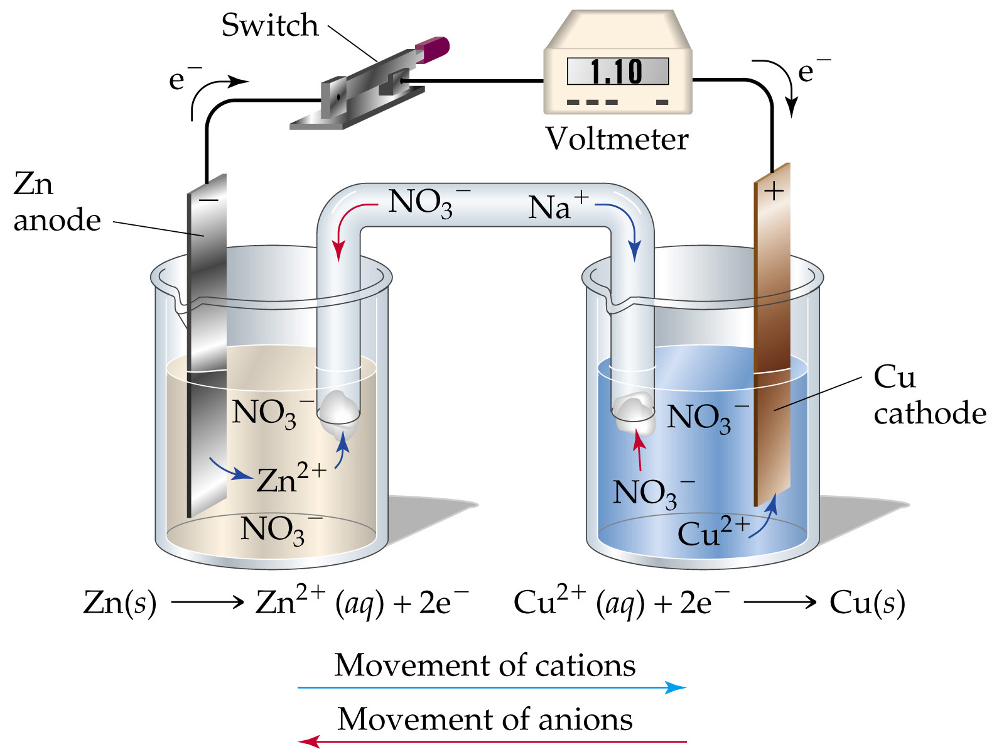 Switch
e⁻
1.10
e⁻
Voltmeter
Zn
anode
−
NO₃⁻
Na⁺
+
Cu
cathode
NO₃⁻
NO₃⁻
Zn²⁺
NO₃⁻
NO₃⁻
Cu²⁺
Zn(s) ⟶ Zn²⁺ (aq) + 2e⁻
Cu²⁺ (aq) + 2e⁻ ⟶ Cu(s)
Movement of cations
Movement of anions